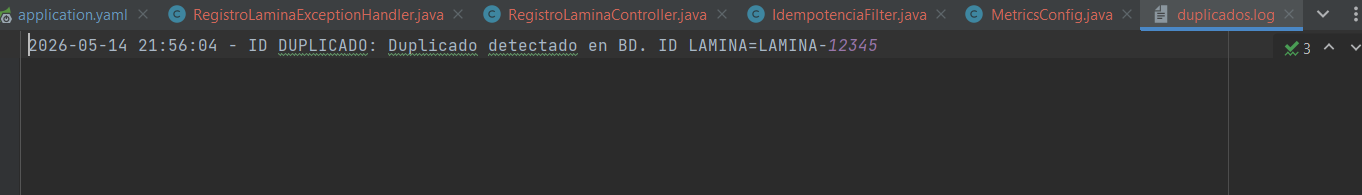 application.yaml RegistroLaminaExceptionHandler.java RegistroLaminaController.java IdempotenciaFilter.java MetricsConfig.java duplicados.log
2026-05-14 21:56:04 - ID DUPLICADO: Duplicado detectado en BD. ID LAMINA=LAMINA-12345
3